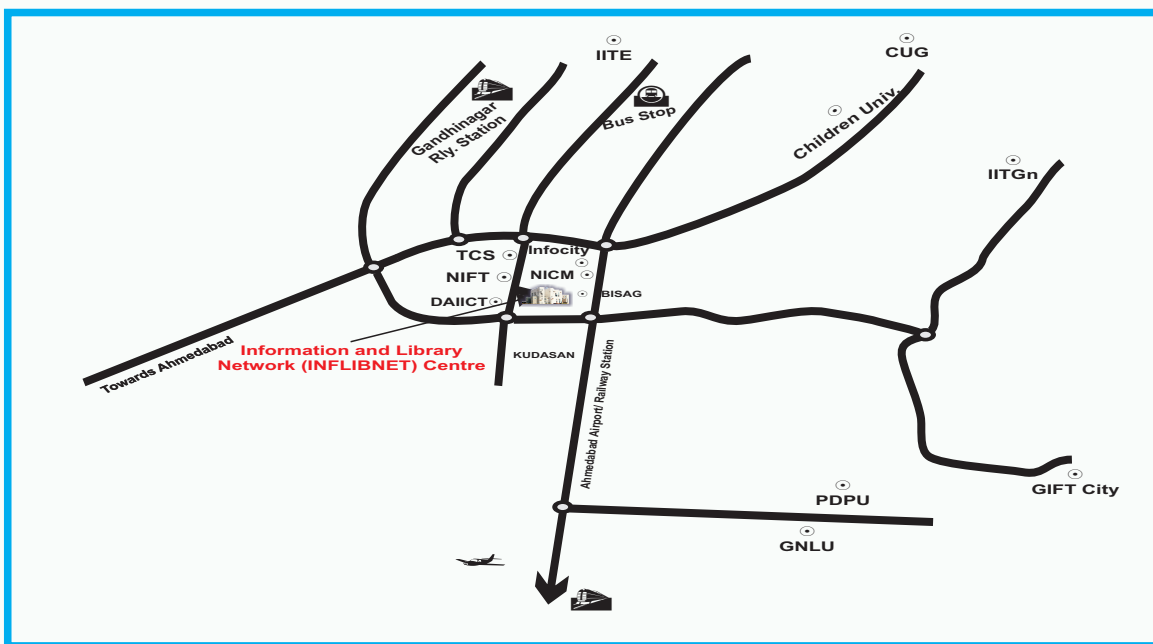 IITE
CUG
Gandhinagar
Rly. Station
Bus Stop
Children Univ.
IITGn
TCS
Infocity
NIFT
NICM
DAIICT
BISAG
Information and Library
Network (INFLIBNET) Centre
KUDASAN
Towards Ahmedabad
Ahmedabad Airport/ Railway Station
PDPU
GIFT City
GNLU